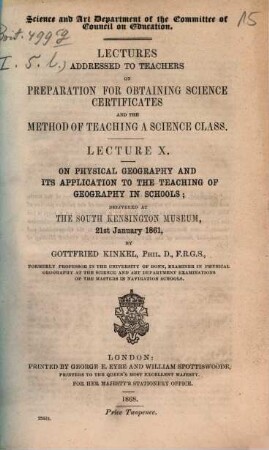 Science and Art Department of the Committee of
Council on Education.
15
Brit. 499 I
I. 5. l.
LECTURES
ADDRESSED TO TEACHERS
ON
PREPARATION FOR OBTAINING SCIENCE
CERTIFICATES
AND THE
METHOD OF TEACHING A SCIENCE CLASS.
LECTURE X.
ON PHYSICAL GEOGRAPHY AND
ITS APPLICATION TO THE TEACHING OF
GEOGRAPHY IN SCHOOLS;
DELIVERED AT
THE SOUTH KENSINGTON MUSEUM,
21st January 1861,
BY
GOTTFRIED KINKEL, PHIL. D., F.R.G.S.,
FORMERLY PROFESSOR IN THE UNIVERSITY OF BONN, EXAMINER IN PHYSICAL
GEOGRAPHY AT THE SCIENCE AND ART DEPARTMENT EXAMINATIONS
OF THE MASTERS IN NAVIGATION SCHOOLS.
LONDON:
PRINTED BY GEORGE E. EYRE AND WILLIAM SPOTTISWOODE,
PRINTERS TO THE QUEEN'S MOST EXCELLENT MAJESTY.
FOR HER MAJESTY'S STATIONERY OFFICE.
1868.
Price Twopence.